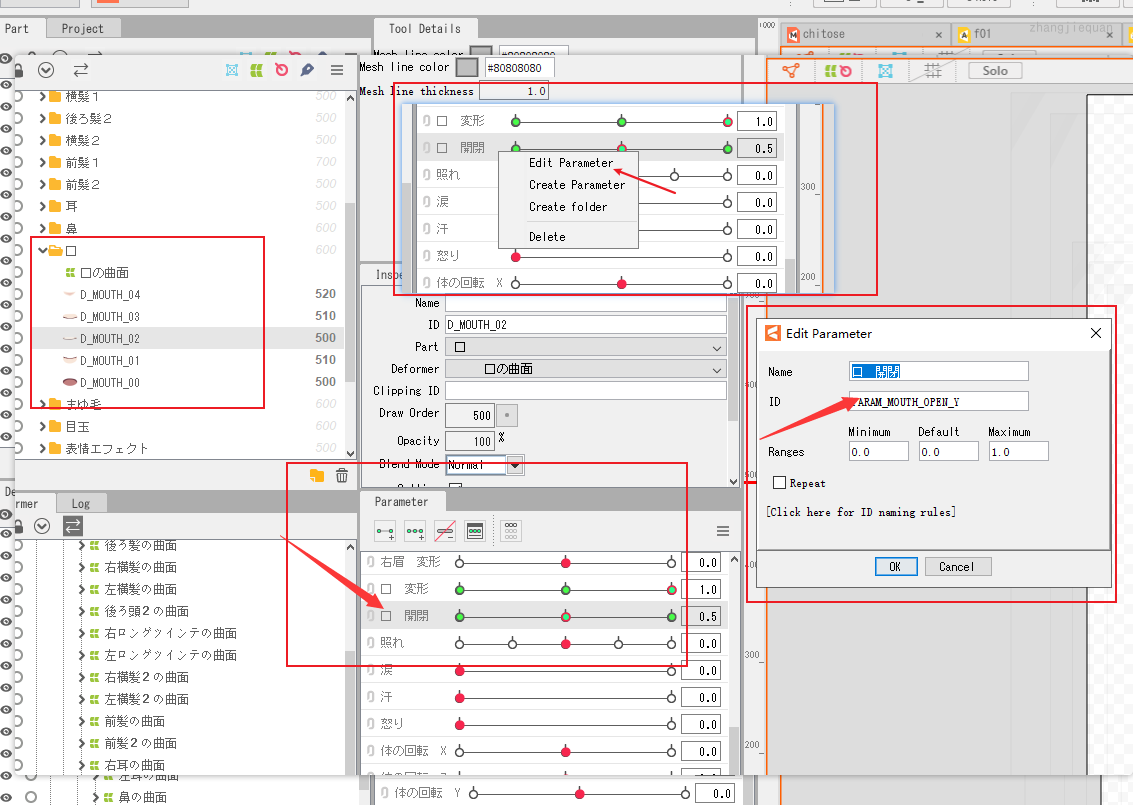 Part
Project
横髪１
500
後ろ髪２
500
横髪２
500
前髪１
700
前髪２
500
耳
500
鼻
600
口
600
口の曲面
D_MOUTH_04
520
D_MOUTH_03
510
D_MOUTH_02
500
D_MOUTH_01
510
D_MOUTH_00
500
まゆ毛
600
目玉
600
表情エフェクト
500
rmer
Log
後ろ髪の曲面
右横髪の曲面
左横髪の曲面
後ろ頭２の曲面
右ロングツインテの曲面
左ロングツインテの曲面
右横髪２の曲面
左横髪２の曲面
前髪の曲面
前髪２の曲面
右耳の曲面
左耳の曲面
鼻の曲面
Tool Details
Mesh line color
#80808080
Mesh line color
#80808080
Mesh line thickness
1.0
口 変形
1.0
口 開閉
0.5
照れ
0.0
涙
0.0
汗
0.0
怒り
0.0
体の回転 X
0.0
Edit Parameter
Create Parameter
Create folder
Delete
Inspe
Name
ID
D_MOUTH_02
Part
口
Deformer
口の曲面
Clipping ID
Draw Order
500
Opacity
100
%
Blend Mode
Normal
Parameter
右眉 変形
0.0
口 変形
1.0
口 開閉
0.5
照れ
0.0
涙
0.0
汗
0.0
怒り
0.0
体の回転 X
0.0
体の回転 Y
0.0
1000
chitose
×
f01
zhangjiequan
×
Solo
300
200
300
200
Edit Parameter
Name
口 開閉
ID
PARAM_MOUTH_OPEN_Y
Minimum
Default
Maximum
Ranges
0.0
0.0
1.0
Repeat
[Click here for ID naming rules]
OK
Cancel